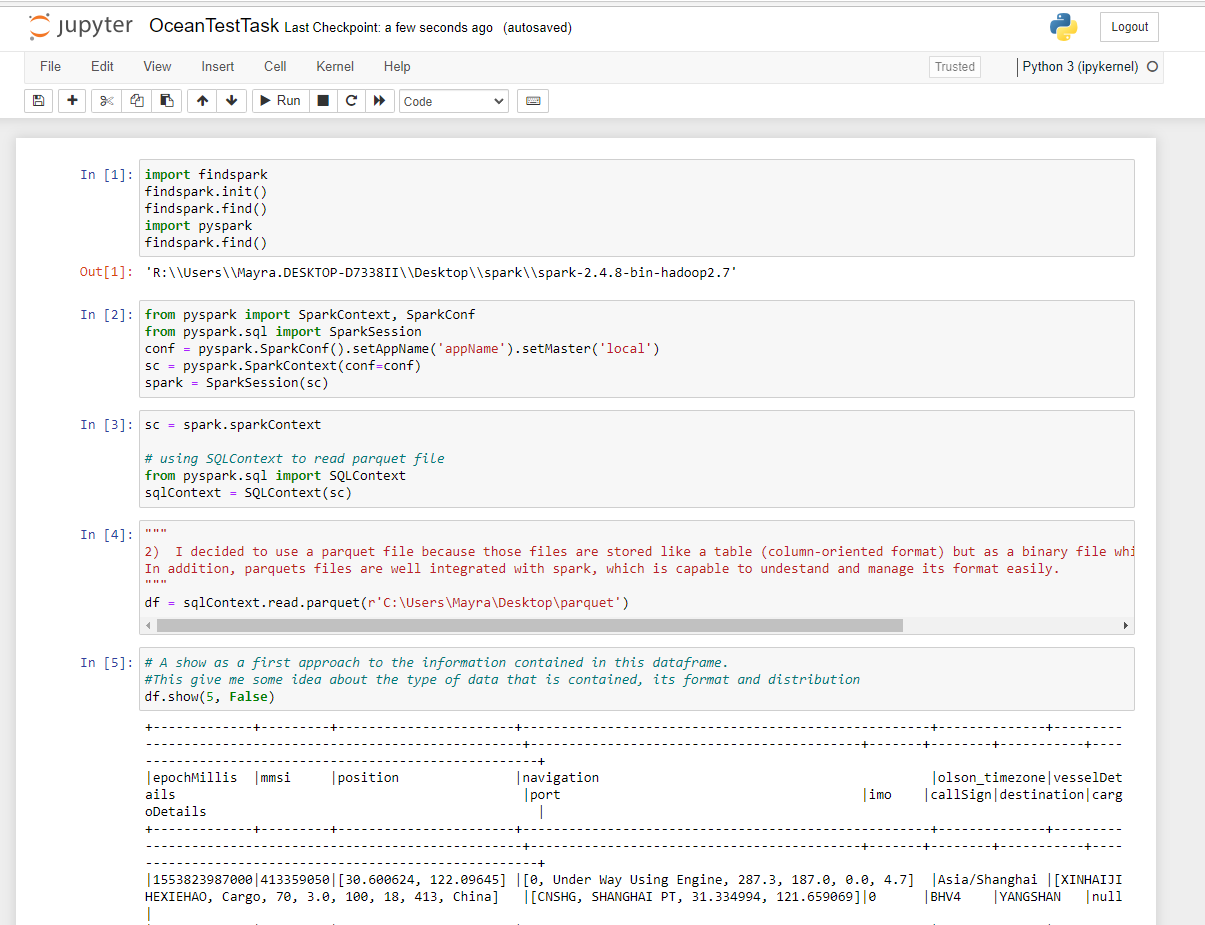 jupyter OceanTestTask Last Checkpoint: a few seconds ago (autosaved)
Logout
File Edit View Insert Cell Kernel Help
Trusted
Python 3 (ipykernel)
Run
Code
In [1]: import findspark
findspark.init()
findspark.find()
import pyspark
findspark.find()
Out[1]: 'R:\\Users\\Mayra.DESKTOP-D7338II\\Desktop\\spark\\spark-2.4.8-bin-hadoop2.7'
In [2]: from pyspark import SparkContext, SparkConf
from pyspark.sql import SparkSession
conf = pyspark.SparkConf().setAppName('appName').setMaster('local')
sc = pyspark.SparkContext(conf=conf)
spark = SparkSession(sc)
In [3]: sc = spark.sparkContext
# using SQLContext to read parquet file
from pyspark.sql import SQLContext
sqlContext = SQLContext(sc)
In [4]: """
2)  I decided to use a parquet file because those files are stored like a table (column-oriented format) but as a binary file whi
In addition, parquets files are well integrated with spark, which is capable to undestand and manage its format easily.
"""
df = sqlContext.read.parquet(r'C:\Users\Mayra\Desktop\parquet')
In [5]: # A show as a first approach to the information contained in this dataframe.
#This give me some idea about the type of data that is contained, its format and distribution
df.show(5, False)
+-------------+---------+----------------------+------------------------------------------------+--------------+---------
----------------------------------------------+----------------------------------------+-------+--------+-----------+----
-----------------------------------------------+
|epochMillis  |mmsi     |position              |navigation                                      |olson_timezone|vesselDet
ails                                          |port                                    |imo    |callSign|destination|carg
oDetails                                       |
+-------------+---------+----------------------+------------------------------------------------+--------------+---------
----------------------------------------------+----------------------------------------+-------+--------+-----------+----
-----------------------------------------------+
|1553823987000|413359050|[30.600624, 122.09645] |[0, Under Way Using Engine, 287.3, 187.0, 0.0, 4.7]  |Asia/Shanghai |[XINHAIJI
HEXIEHAO, Cargo, 70, 3.0, 100, 18, 413, China]   |[CNSHG, SHANGHAI PT, 31.334994, 121.659069]|0      |BHV4    |YANGSHAN   |null
|